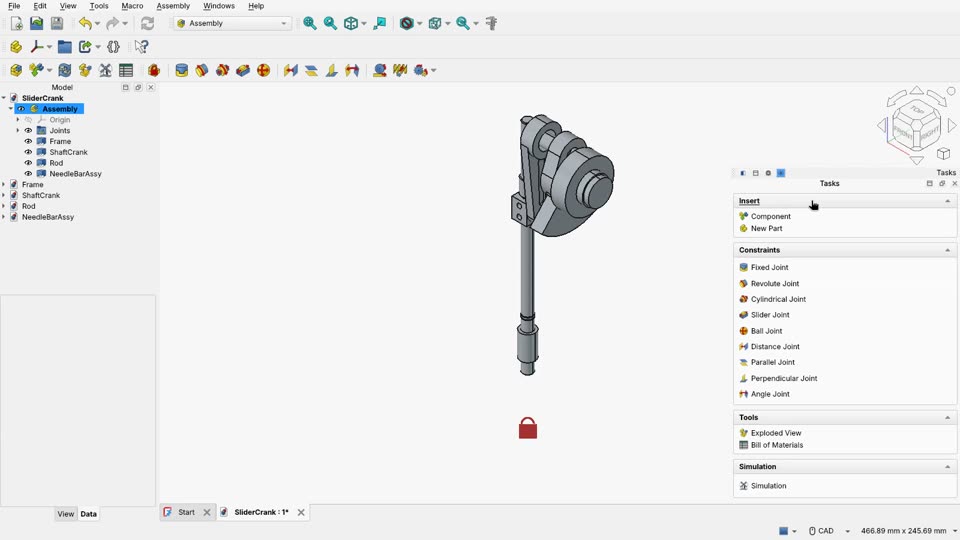 File Edit View Tools Macro Assembly Windows Help
Assembly
Model
SliderCrank
Assembly
Origin
Joints
Frame
ShaftCrank
Rod
NeedleBarAssy
Frame
ShaftCrank
Rod
NeedleBarAssy
View Data
FRONT RIGHT
Tasks
Tasks
Insert
Component
New Part
Constraints
Fixed Joint
Revolute Joint
Cylindrical Joint
Slider Joint
Ball Joint
Distance Joint
Parallel Joint
Perpendicular Joint
Angle Joint
Tools
Exploded View
Bill of Materials
Simulation
Simulation
Start SliderCrank : 1*
CAD 466.89 mm x 245.69 mm